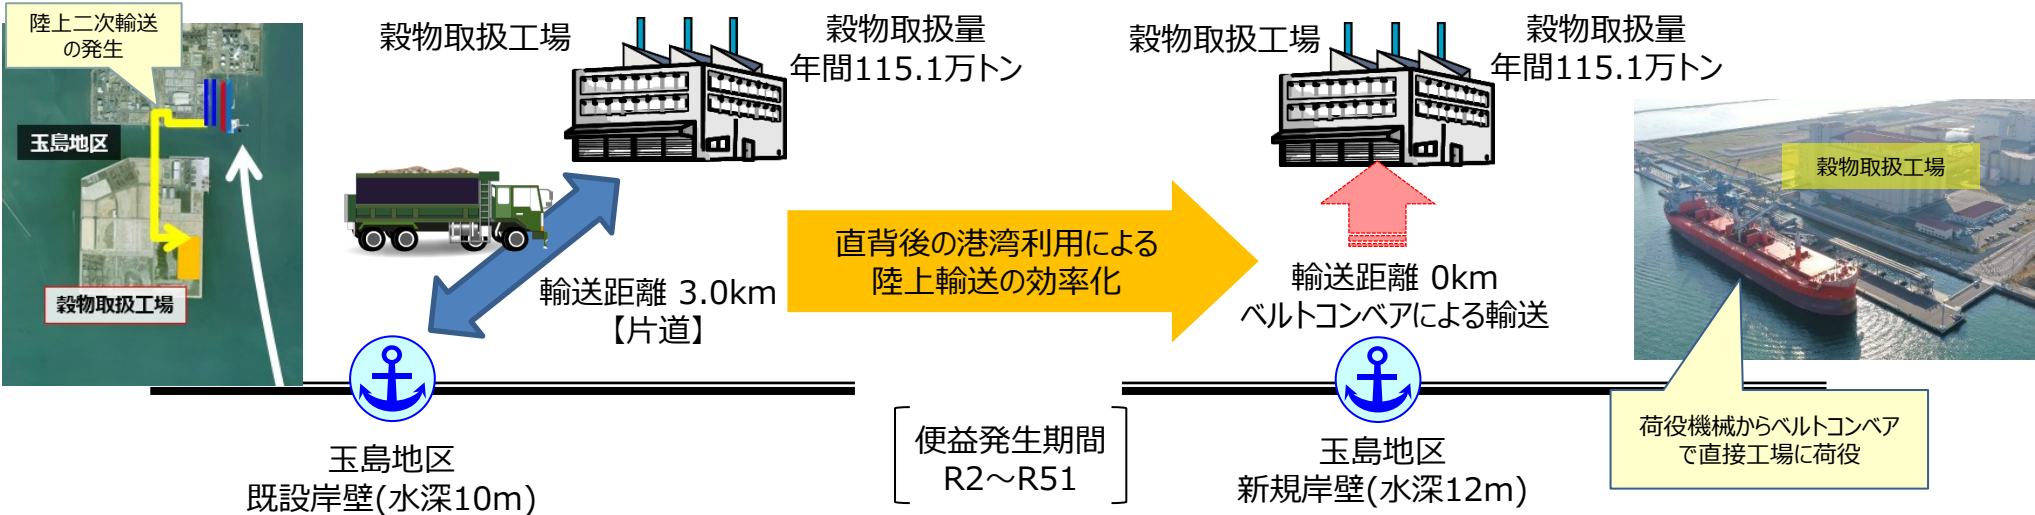 陸上二次輸送
の発生
玉島地区
穀物取扱工場
穀物取扱工場
穀物取扱量
年間115.1万トン
輸送距離 3.0km
【片道】
玉島地区
既設岸壁(水深10m)
直背後の港湾利用による
陸上輸送の効率化
便益発生期間
R2～R51
穀物取扱工場
穀物取扱量
年間115.1万トン
輸送距離 0km
ベルトコンベアによる輸送
玉島地区
新規岸壁(水深12m)
穀物取扱工場
荷役機械からベルトコンベア
で直接工場に荷役